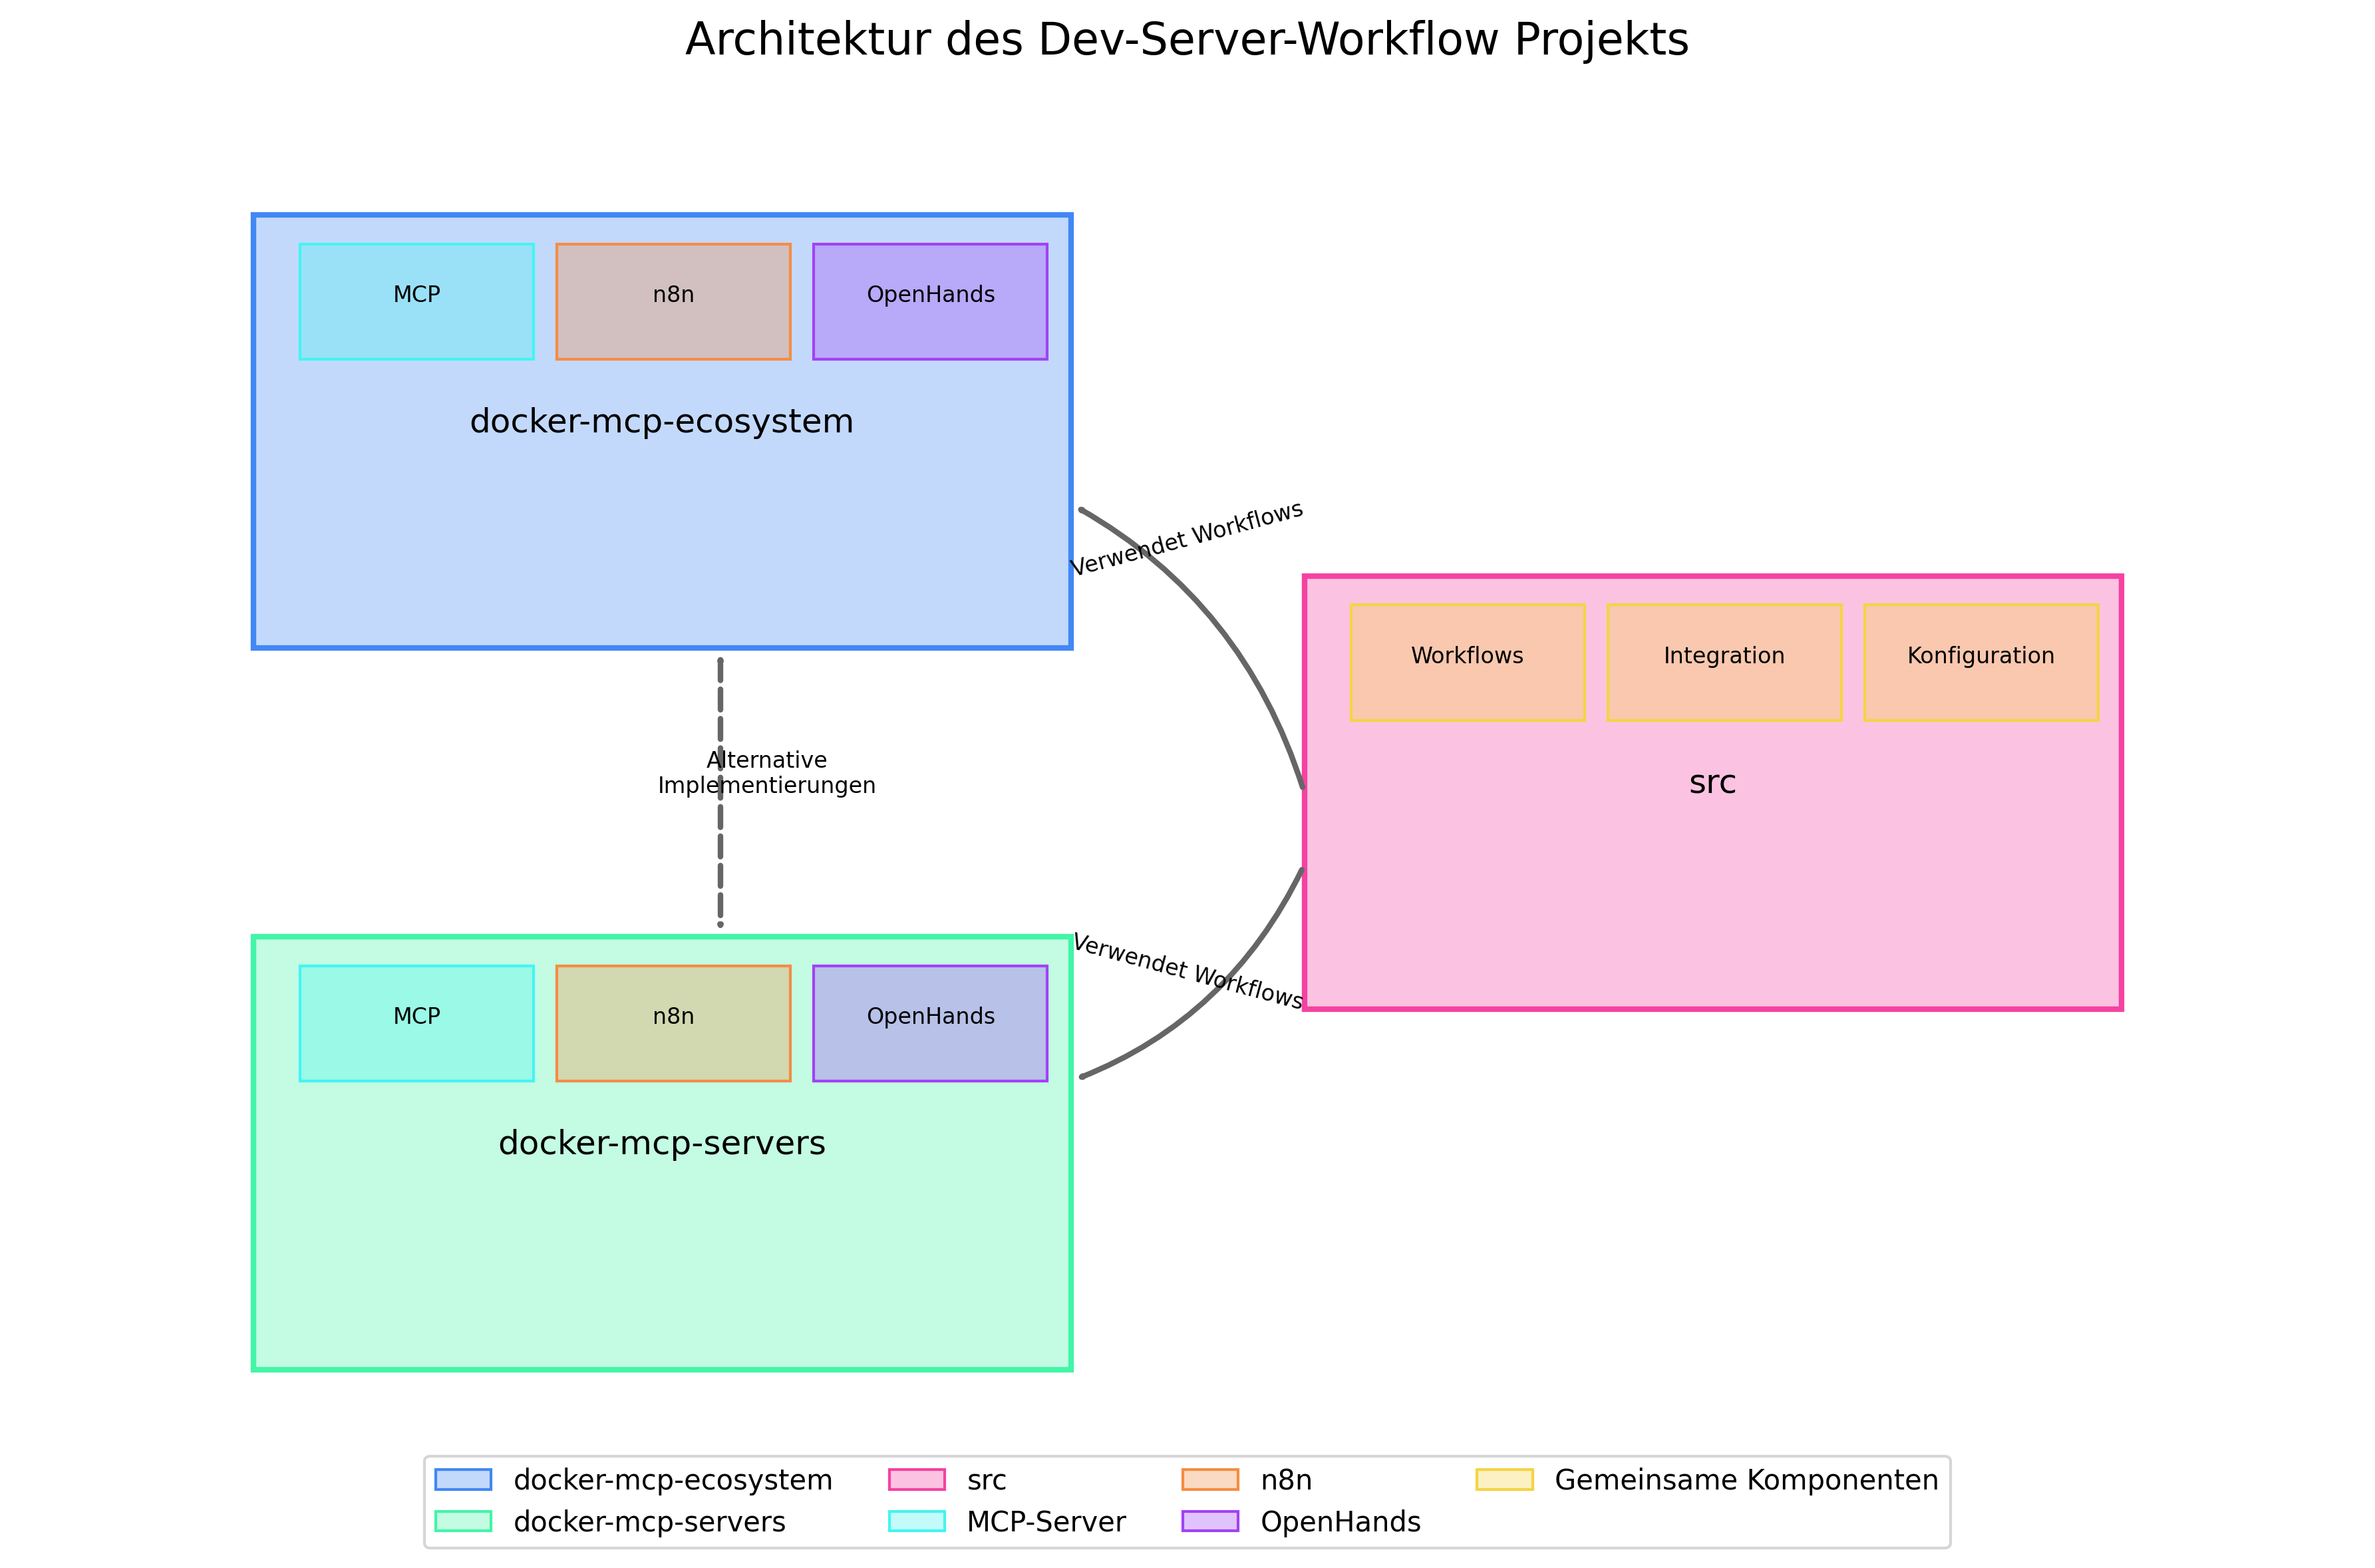 Architektur des Dev-Server-Workflow Projekts
MCP
n8n
OpenHands
docker-mcp-ecosystem
Verwendet Workflows
Workflows
Integration
Konfiguration
src
Alternative
Implementierungen
Verwendet Workflows
MCP
n8n
OpenHands
docker-mcp-servers
docker-mcp-ecosystem
docker-mcp-servers
src
MCP-Server
n8n
OpenHands
Gemeinsame Komponenten